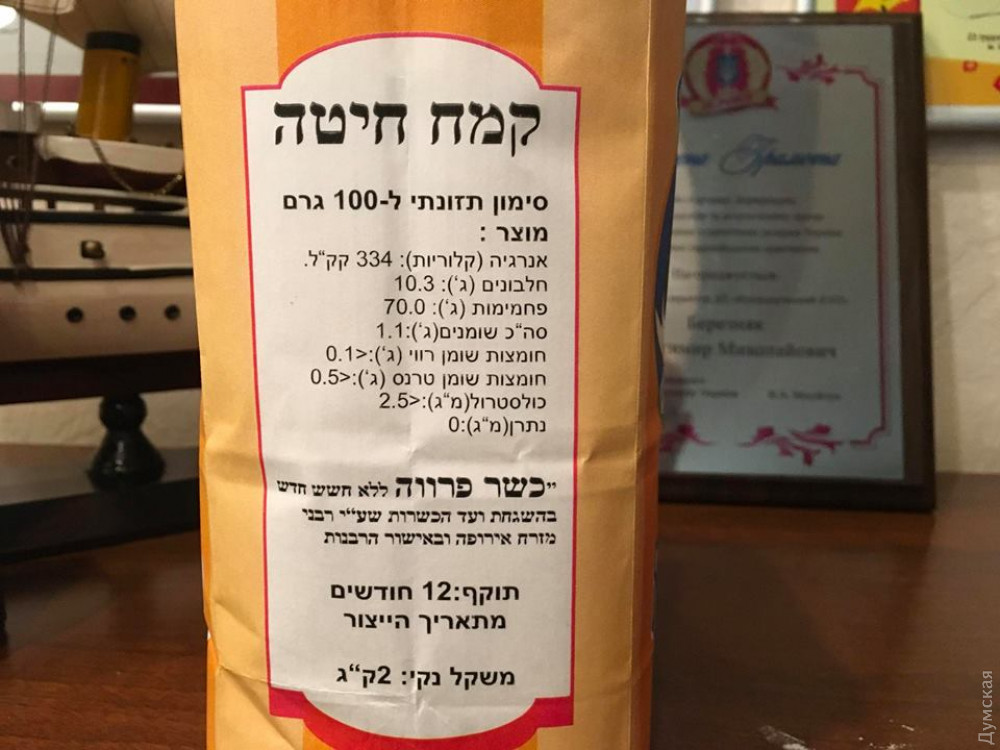 קמח חיטה
סימון תזונתי ל-100 גרם
מוצר :
אנרגיה (קלוריות): 334 קק"ל.
חלבונים (ג'): 10.3
פחמימות (ג'): 70.0
סה"כ שומנים(ג'):1.1
חומצות שומן רווי (ג'):<0.1
חומצות שומן טרנס (ג'):<0.5
כולסטרול(מ"ג):<2.5
נתרן(מ"ג):0
"כשר פרווה ללא חשש חדש
בהשגחת ועד הכשרות שע"י רבני
מזרח אירופה ובאישור הרבנות
תוקף:12 חודשים
מתאריך הייצור
משקל נקי: 2ק"ג
Грамота
Березняк
Миколайович
Думская